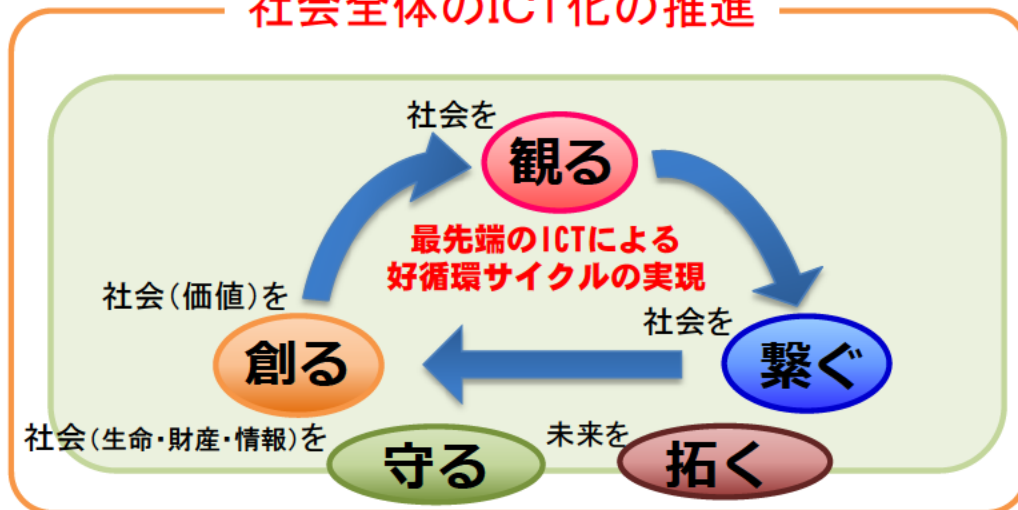 社会全体のICT化の推進
社会を
観る
最先端のICTによる
好循環サイクルの実現
社会(価値)を
創る
社会を
繋ぐ
社会(生命・財産・情報)を
守る
未来を
拓く